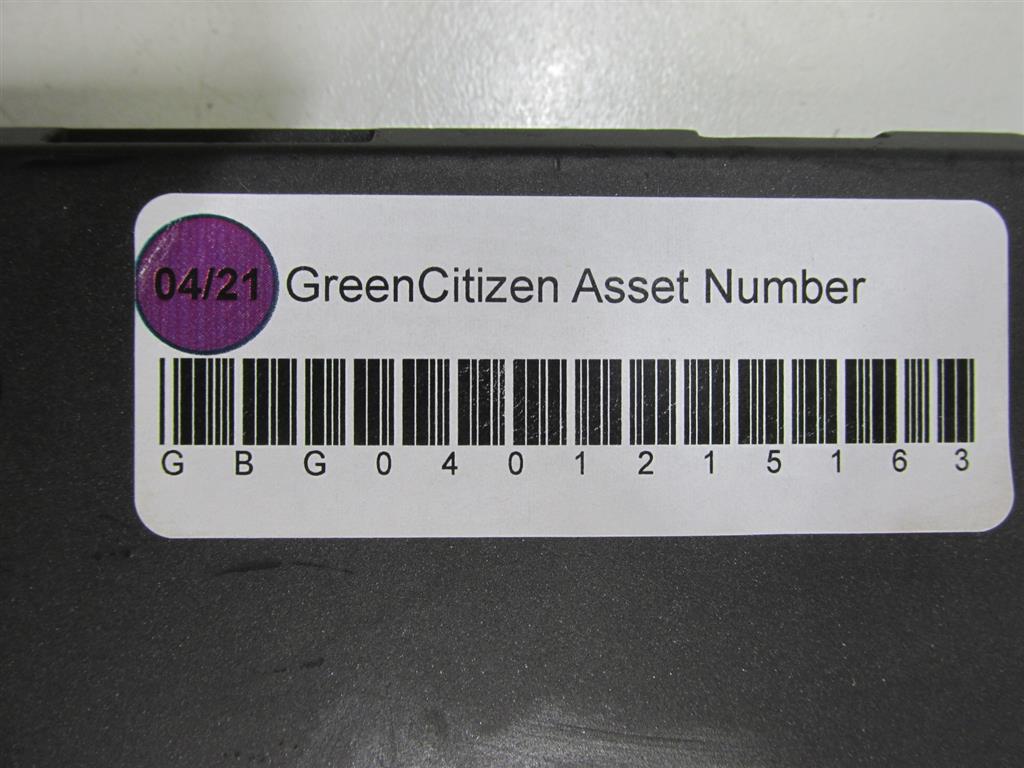 04/21 GreenCitizen Asset Number
G B G 0 4 0 1 2 1 5 1 6 3